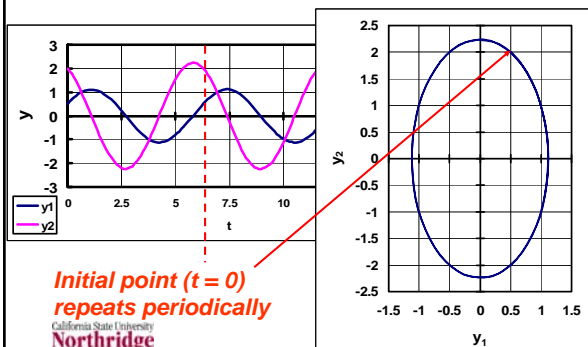 3
2
1
0
-1
-2
-3
y
0 2.5 5 7.5 10
t
y1
y2
2.5
2
1.5
1
0.5
0
-0.5
-1
-1.5
-2
-2.5
y2
-1.5 -1 -0.5 0 0.5 1 1.5
y1
Initial point (t = 0)
repeats periodically
California State University
Northridge